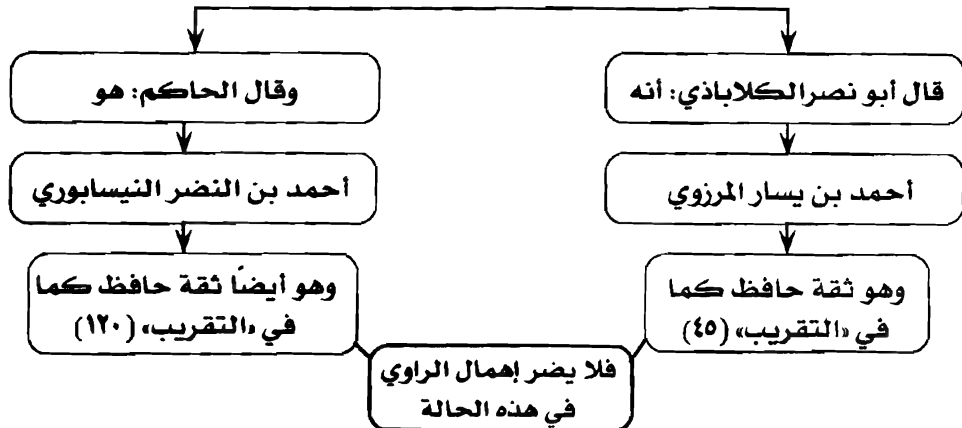 قال أبو نصر الكلاباذي: أنه
وقال الحاكم: هو
أحمد بن يسار المرزوي
أحمد بن النضر النيسابوري
وهو ثقة حافظ كما
في «التقريب» (٤٥)
وهو أيضًا ثقة حافظ كما
في «التقريب» (١٢٠)
فلا يضر إهمال الراوي
في هذه الحالة